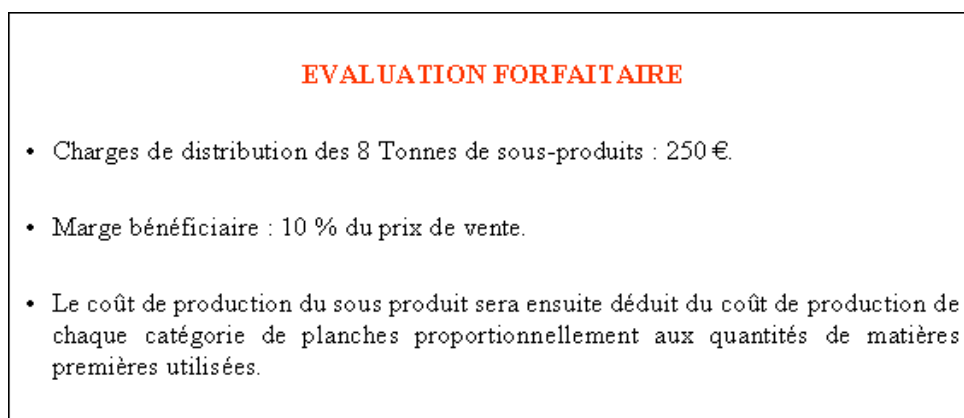 EVALUATION FORFAITAIRE
• Charges de distribution des 8 Tonnes de sous-produits : 250 €.
• Marge bénéficiaire : 10 % du prix de vente.
• Le coût de production du sous produit sera ensuite déduit du coût de production de
chaque catégorie de planches proportionnellement aux quantités de matières
premières utilisées.